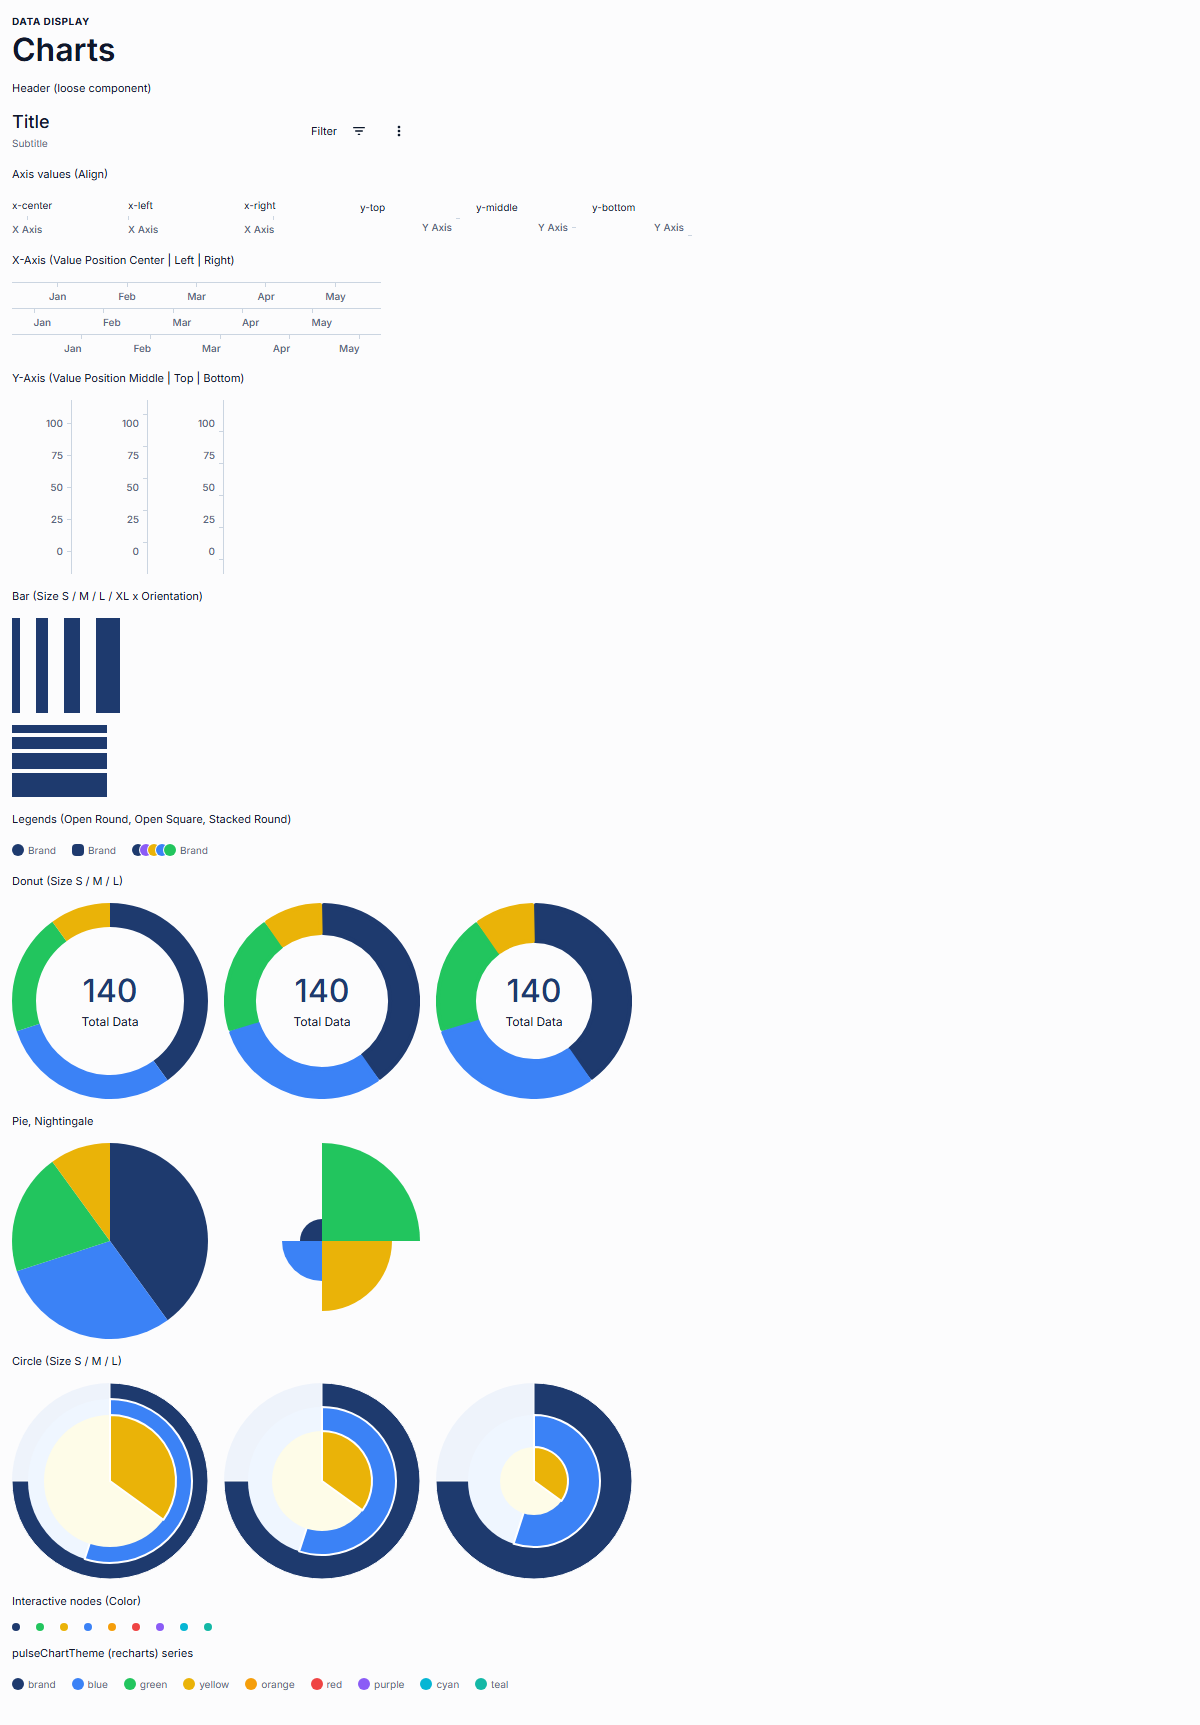 DATA DISPLAY
Charts
Header (loose component)
Title
Filter
Subtitle
Axis values (Align)
x-center x-left x-right y-top y-middle y-bottom
X Axis X Axis X Axis Y Axis Y Axis Y Axis
X-Axis (Value Position Center | Left | Right)
Jan Feb Mar Apr May
Jan Feb Mar Apr May
Jan Feb Mar Apr May
Y-Axis (Value Position Middle | Top | Bottom)
100 100 100
75 75 75
50 50 50
25 25 25
0 0 0
Bar (Size S / M / L / XL x Orientation)
Legends (Open Round, Open Square, Stacked Round)
Brand Brand Brand
Donut (Size S / M / L)
140 140 140
Total Data Total Data Total Data
Pie, Nightingale
Circle (Size S / M / L)
Interactive nodes (Color)
pulseChartTheme (recharts) series
brand blue green yellow orange red purple cyan teal